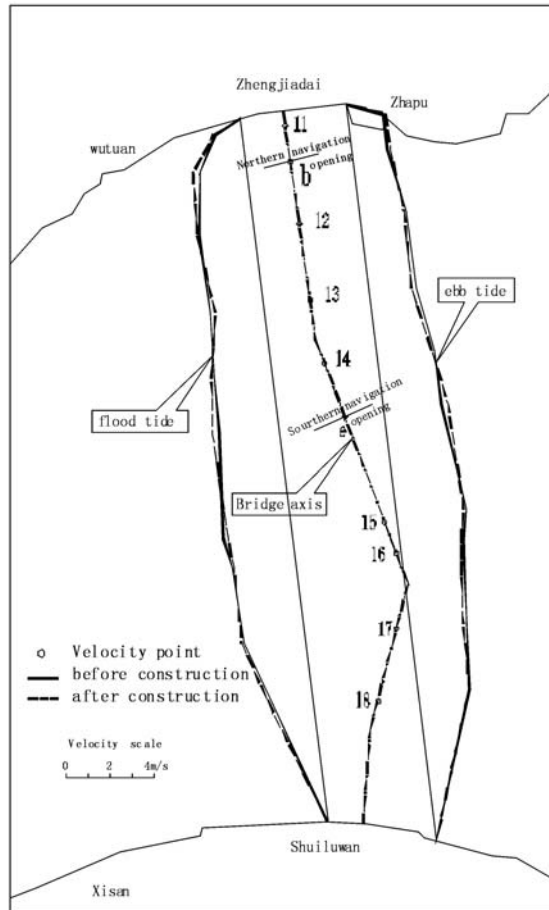 Zhengjiadai
Zhapu
11
wutuan
Northern navigation
opening
b
12
13
ebb tide
14
Sourthern navigation
opening
flood tide
a
Bridge axis
15
16
17
Velocity point
before construction
18
after construction
Velocity scale
0 2 4m/s
Shuiluwan
Xisan